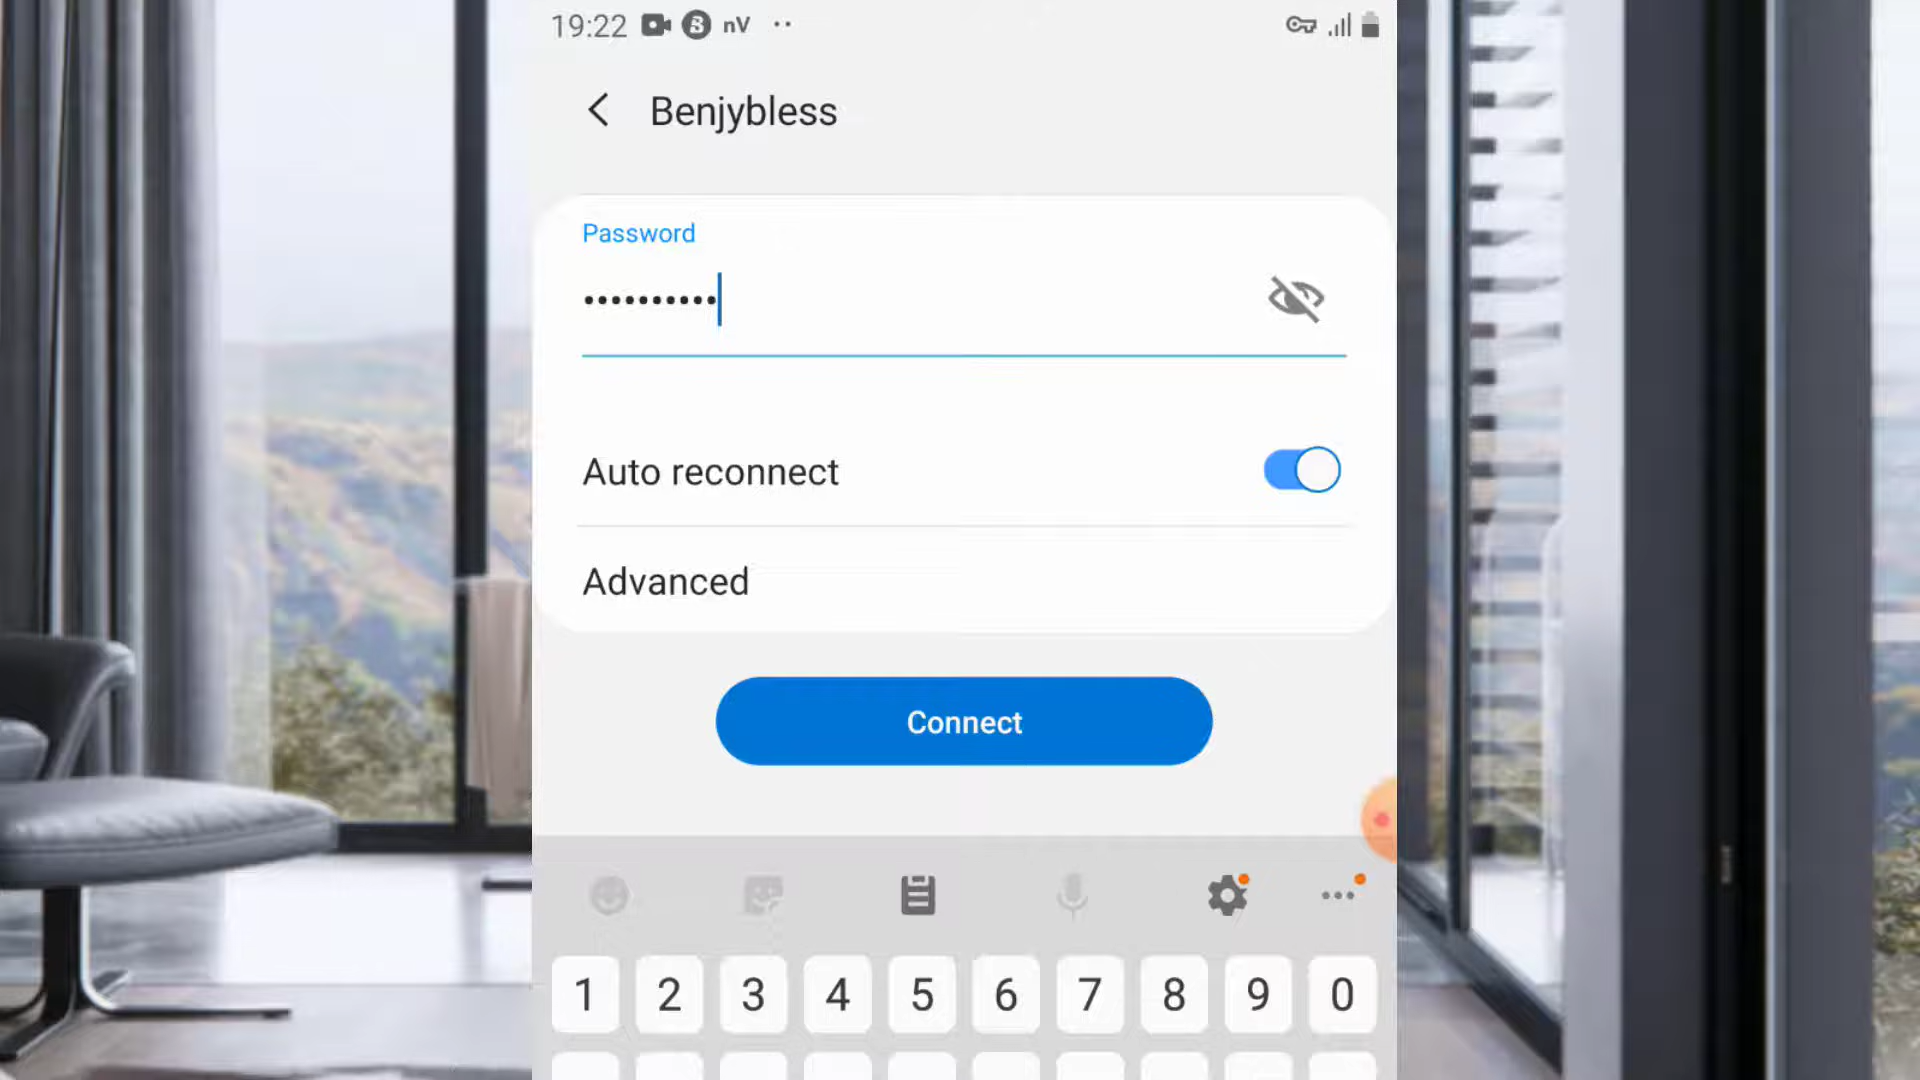 19:22 nV
Benjybless
Password
Auto reconnect
Advanced
Connect
1 2 3 4 5 6 7 8 9 0